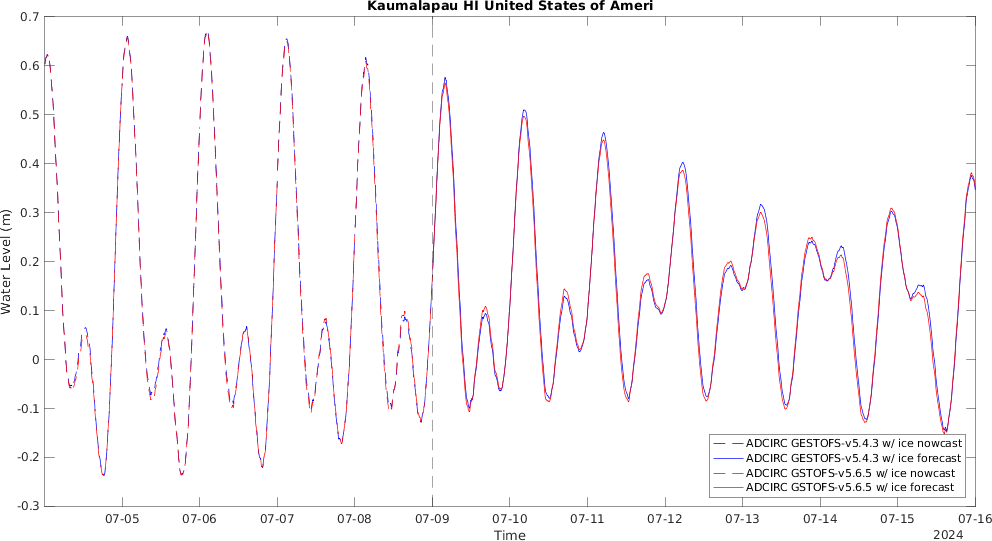 Kaumalapau HI United States of Ameri
0.7
0.6
0.5
0.4
0.3
0.2
0.1
0
-0.1
-0.2
-0.3
Water Level (m)
ADCIRC GESTOFS-v5.4.3 w/ ice nowcast
ADCIRC GESTOFS-v5.4.3 w/ ice forecast
ADCIRC GSTOFS-v5.6.5 w/ ice nowcast
ADCIRC GSTOFS-v5.6.5 w/ ice forecast
07-05 07-06 07-07 07-08 07-09 07-10 07-11 07-12 07-13 07-14 07-15 07-16
Time
2024